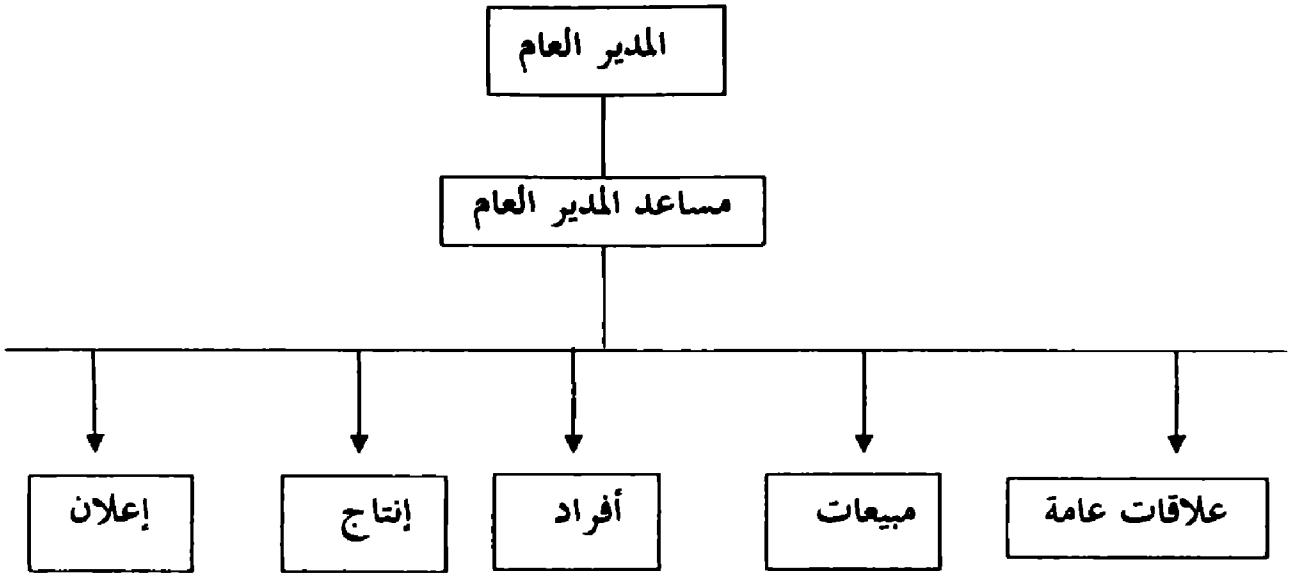 المدير العام
مساعد المدير العام
علاقات عامة
مبيعات
أفراد
إنتاج
إعلان